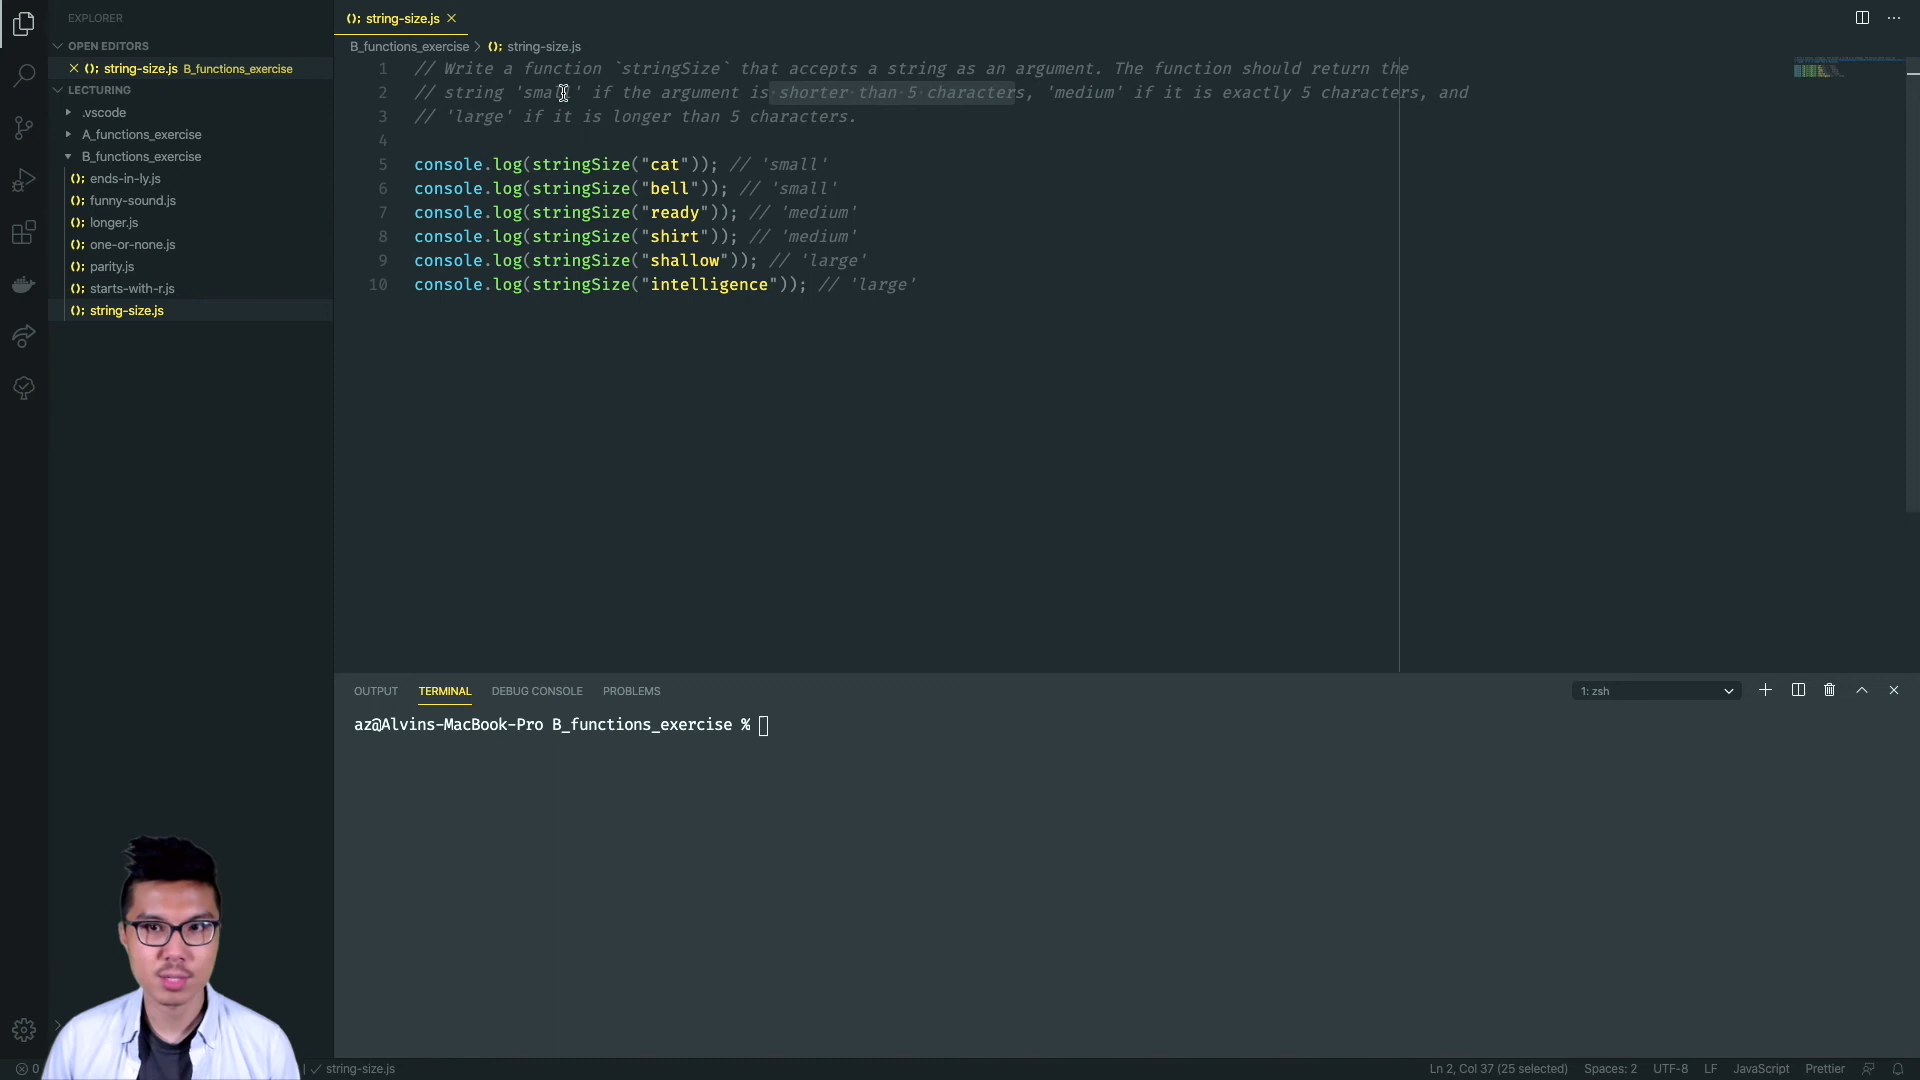 EXPLORER
OPEN EDITORS
string-size.js B_functions_exercise
LECTURING
.vscode
A_functions_exercise
B_functions_exercise
(); ends-in-ly.js
(); funny-sound.js
(); longer.js
(); one-or-none.js
(); parity.js
(); starts-with-r.js
(); string-size.js
(); string-size.js
B_functions_exercise > (); string-size.js
1 // Write a function `stringSize` that accepts a string as an argument. The function should return the
2 // string 'small' if the argument is shorter than 5 characters, 'medium' if it is exactly 5 characters, and
3 // 'large' if it is longer than 5 characters.
4
5 console.log(stringSize("cat")); // 'small'
6 console.log(stringSize("bell")); // 'small'
7 console.log(stringSize("ready")); // 'medium'
8 console.log(stringSize("shirt")); // 'medium'
9 console.log(stringSize("shallow")); // 'large'
10 console.log(stringSize("intelligence")); // 'large'
OUTPUT TERMINAL DEBUG CONSOLE PROBLEMS
1: zsh
az@Alvins-MacBook-Pro B_functions_exercise %
0
string-size.js
Ln 2, Col 37 (25 selected) Spaces: 2 UTF-8 LF JavaScript Prettier